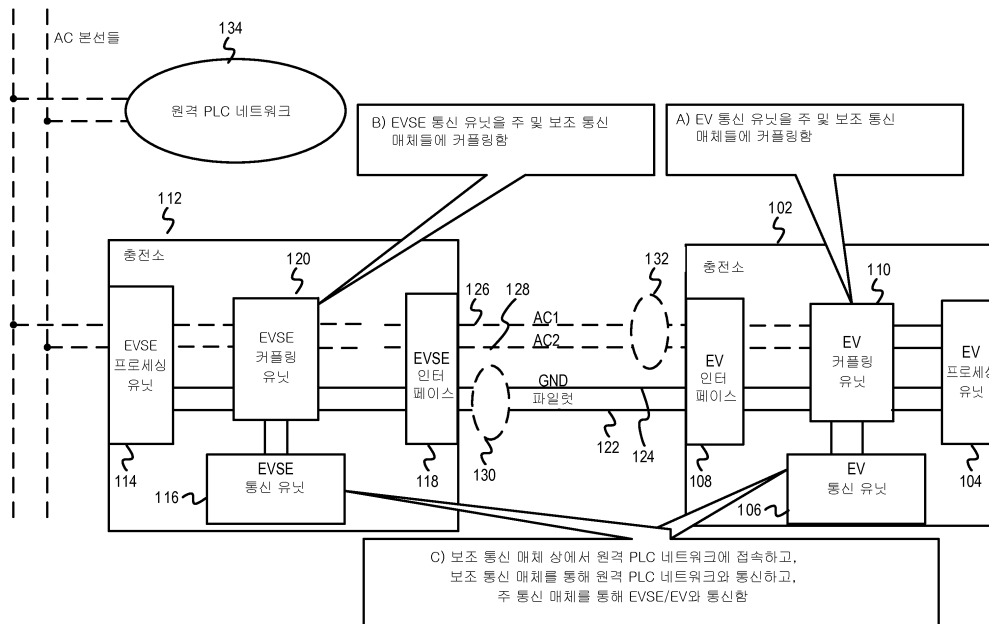 AC 본선들
134
원격 PLC 네트워크
B) EVSE 통신 유닛을 주 및 보조 통신
매체들에 커플링함
A) EV 통신 유닛을 주 및 보조 통신
매체들에 커플링함
112
충전소
120
EVSE
커플링
유닛
EVSE
프로세싱
유닛
114
EVSE
인터
페이스
118
EVSE
통신 유닛
116
126
128
AC1
AC2
132
GND
파일럿
130
122
124
102
충전소
110
EV
커플링
유닛
EV
인터
페이스
108
EV
프로세싱
유닛
104
EV
통신 유닛
106
C) 보조 통신 매체 상에서 원격 PLC 네트워크에 접속하고,
보조 통신 매체를 통해 원격 PLC 네트워크와 통신하고,
주 통신 매체를 통해 EVSE/EV와 통신함